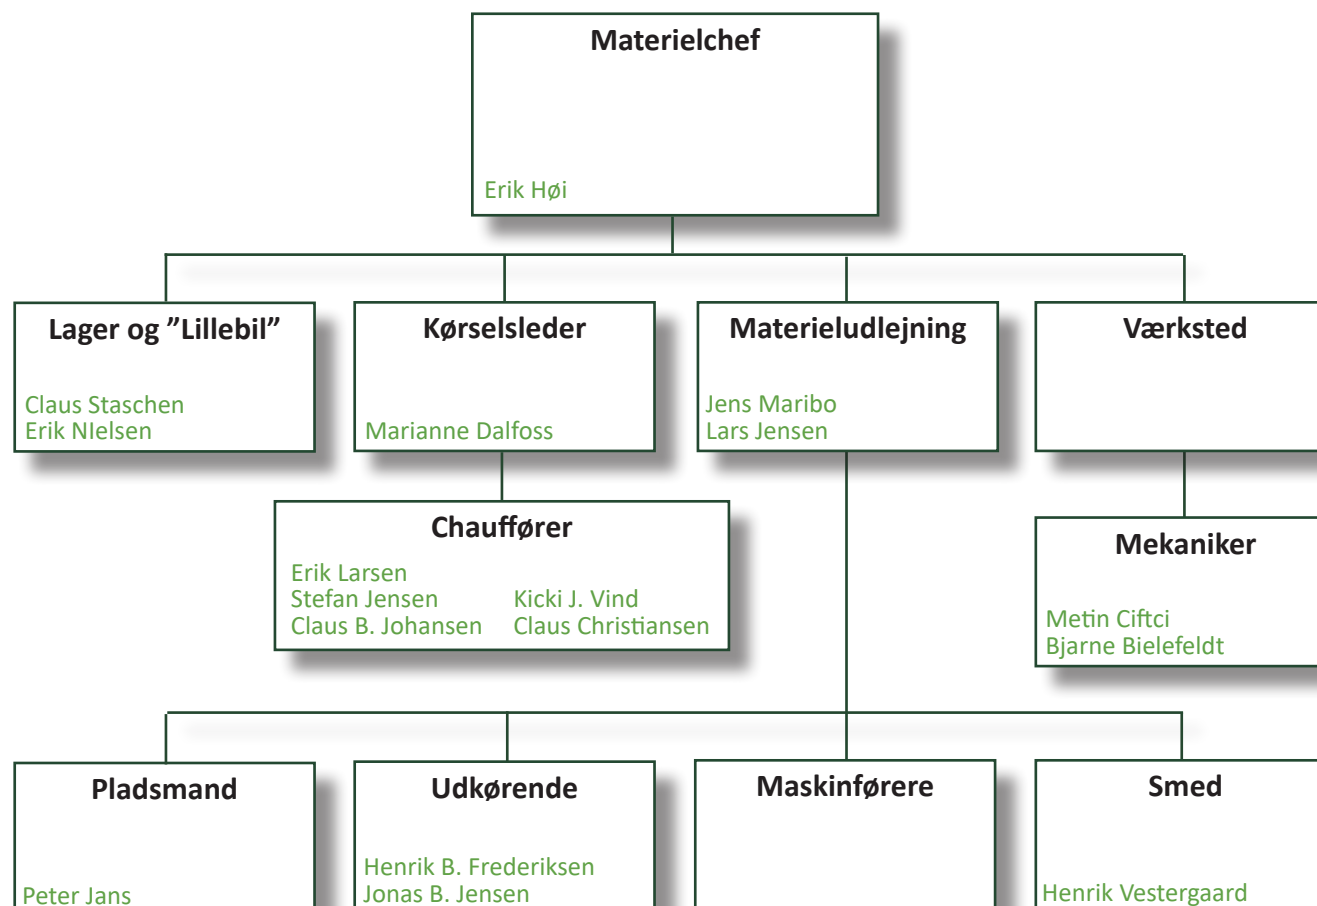 Materielchef
Erik Høi
Lager og ”Lillebil”
Claus Staschen
Erik NIelsen
Kørselsleder
Marianne Dalfoss
Materieludlejning
Jens Maribo
Lars Jensen
Værksted
Chauffører
Erik Larsen
Stefan Jensen
Claus B. Johansen
Kicki J. Vind
Claus Christiansen
Mekaniker
Metin Ciftci
Bjarne Bielefeldt
Pladsmand
Peter Jans
Udkørende
Henrik B. Frederiksen
Jonas B. Jensen
Maskinførere
Smed
Henrik Vestergaard